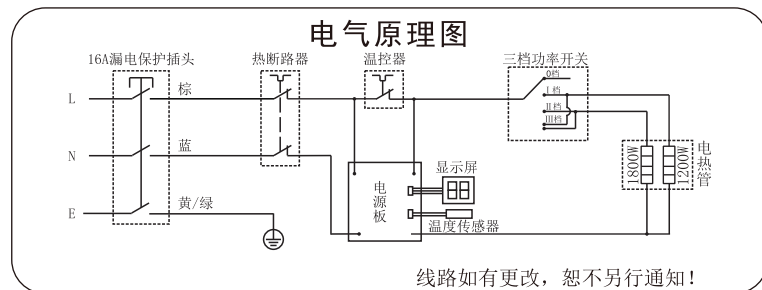 电气原理图
16A漏电保护插头
热断路器
温控器
三档功率开关
L
棕
0档
I档
II档
III档
N
蓝
电源板
显示屏
88
1800W
1200W
电热管
E
黄/绿
温度传感器
线路如有更改，恕不另行通知！